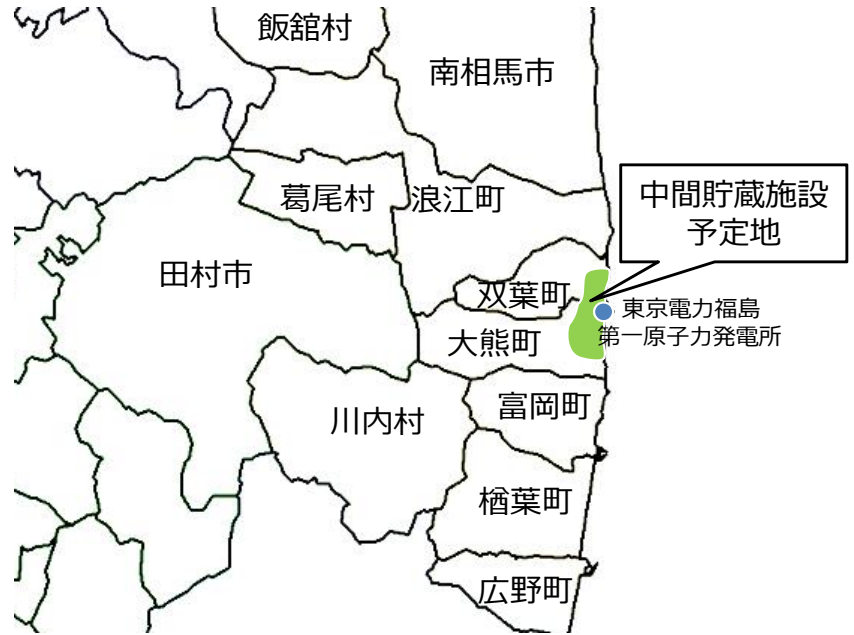 飯舘村
南相馬市
葛尾村
浪江町
中間貯蔵施設
予定地
田村市
双葉町
東京電力福島
第一原子力発電所
大熊町
富岡町
川内村
楢葉町
広野町